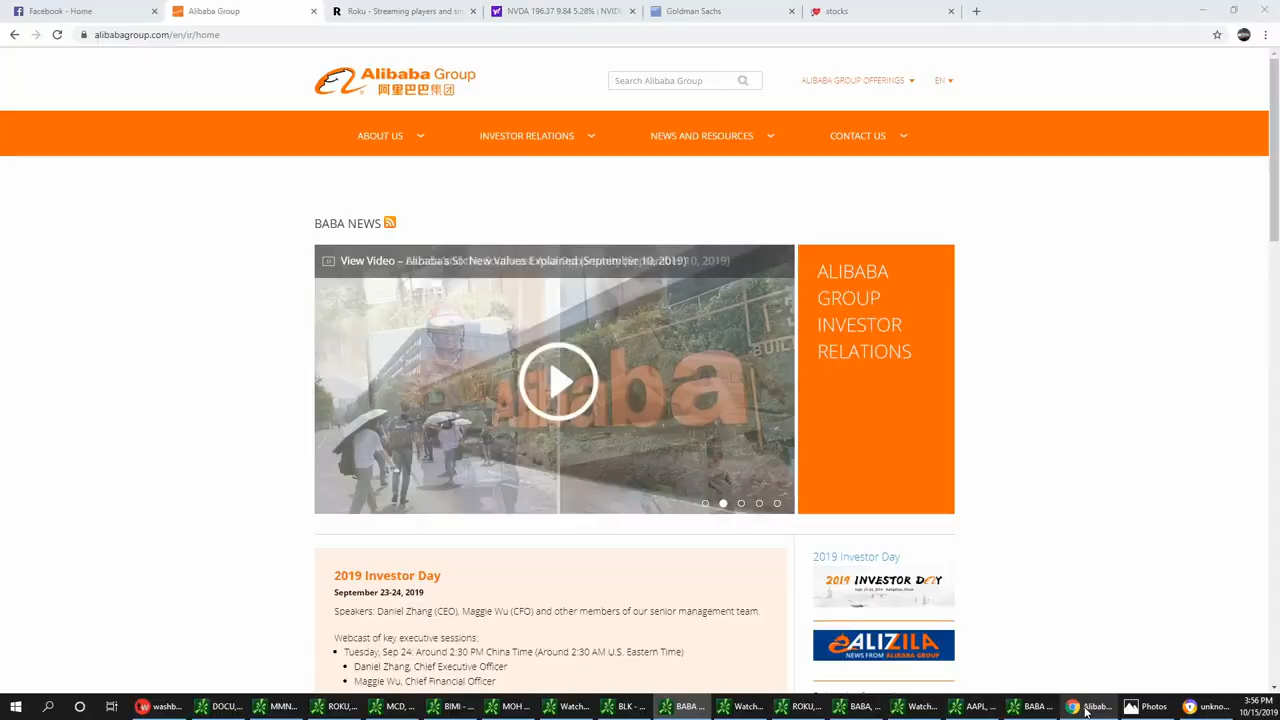 Facebook - Home
Alibaba Group
Roku - Streaming players and sm
NVDA 196.37 9.84 5.28% | NVIDI
Goldman Sachs
stocks
alibabagroup.com/en/ir/home
Alibaba Group
阿里巴巴集团
Search Alibaba Group
ALIBABA GROUP OFFERINGS
EN
ABOUT US
INVESTOR RELATIONS
NEWS AND RESOURCES
CONTACT US
BABA NEWS
View Video – Alibaba's Six New Values Explained (September 10, 2019)
Alibaba
ALIBABA
GROUP
INVESTOR
RELATIONS
2019 Investor Day
September 23-24, 2019
Speakers: Daniel Zhang (CEO), Maggie Wu (CFO) and other members of our senior management team.
Webcast of key executive sessions:
Tuesday, Sep 24: Around 2:30 PM China Time (Around 2:30 AM U.S. Eastern Time)
Daniel Zhang, Chief Executive Officer
Maggie Wu, Chief Financial Officer
2019 Investor Day
2019 INVESTOR DAY
ALIZILA
NEWS FROM ALIBABA GROUP
washb...
DOCU,...
MMN...
ROKU,...
MCD, ...
BIMI - ...
MOH ...
Watch...
BLK - ...
BABA ...
Watch...
ROKU,...
BABA, ...
Watch...
AAPL, ...
BABA ...
Alibab...
Photos
unkno...
3:56 PM
10/15/2019